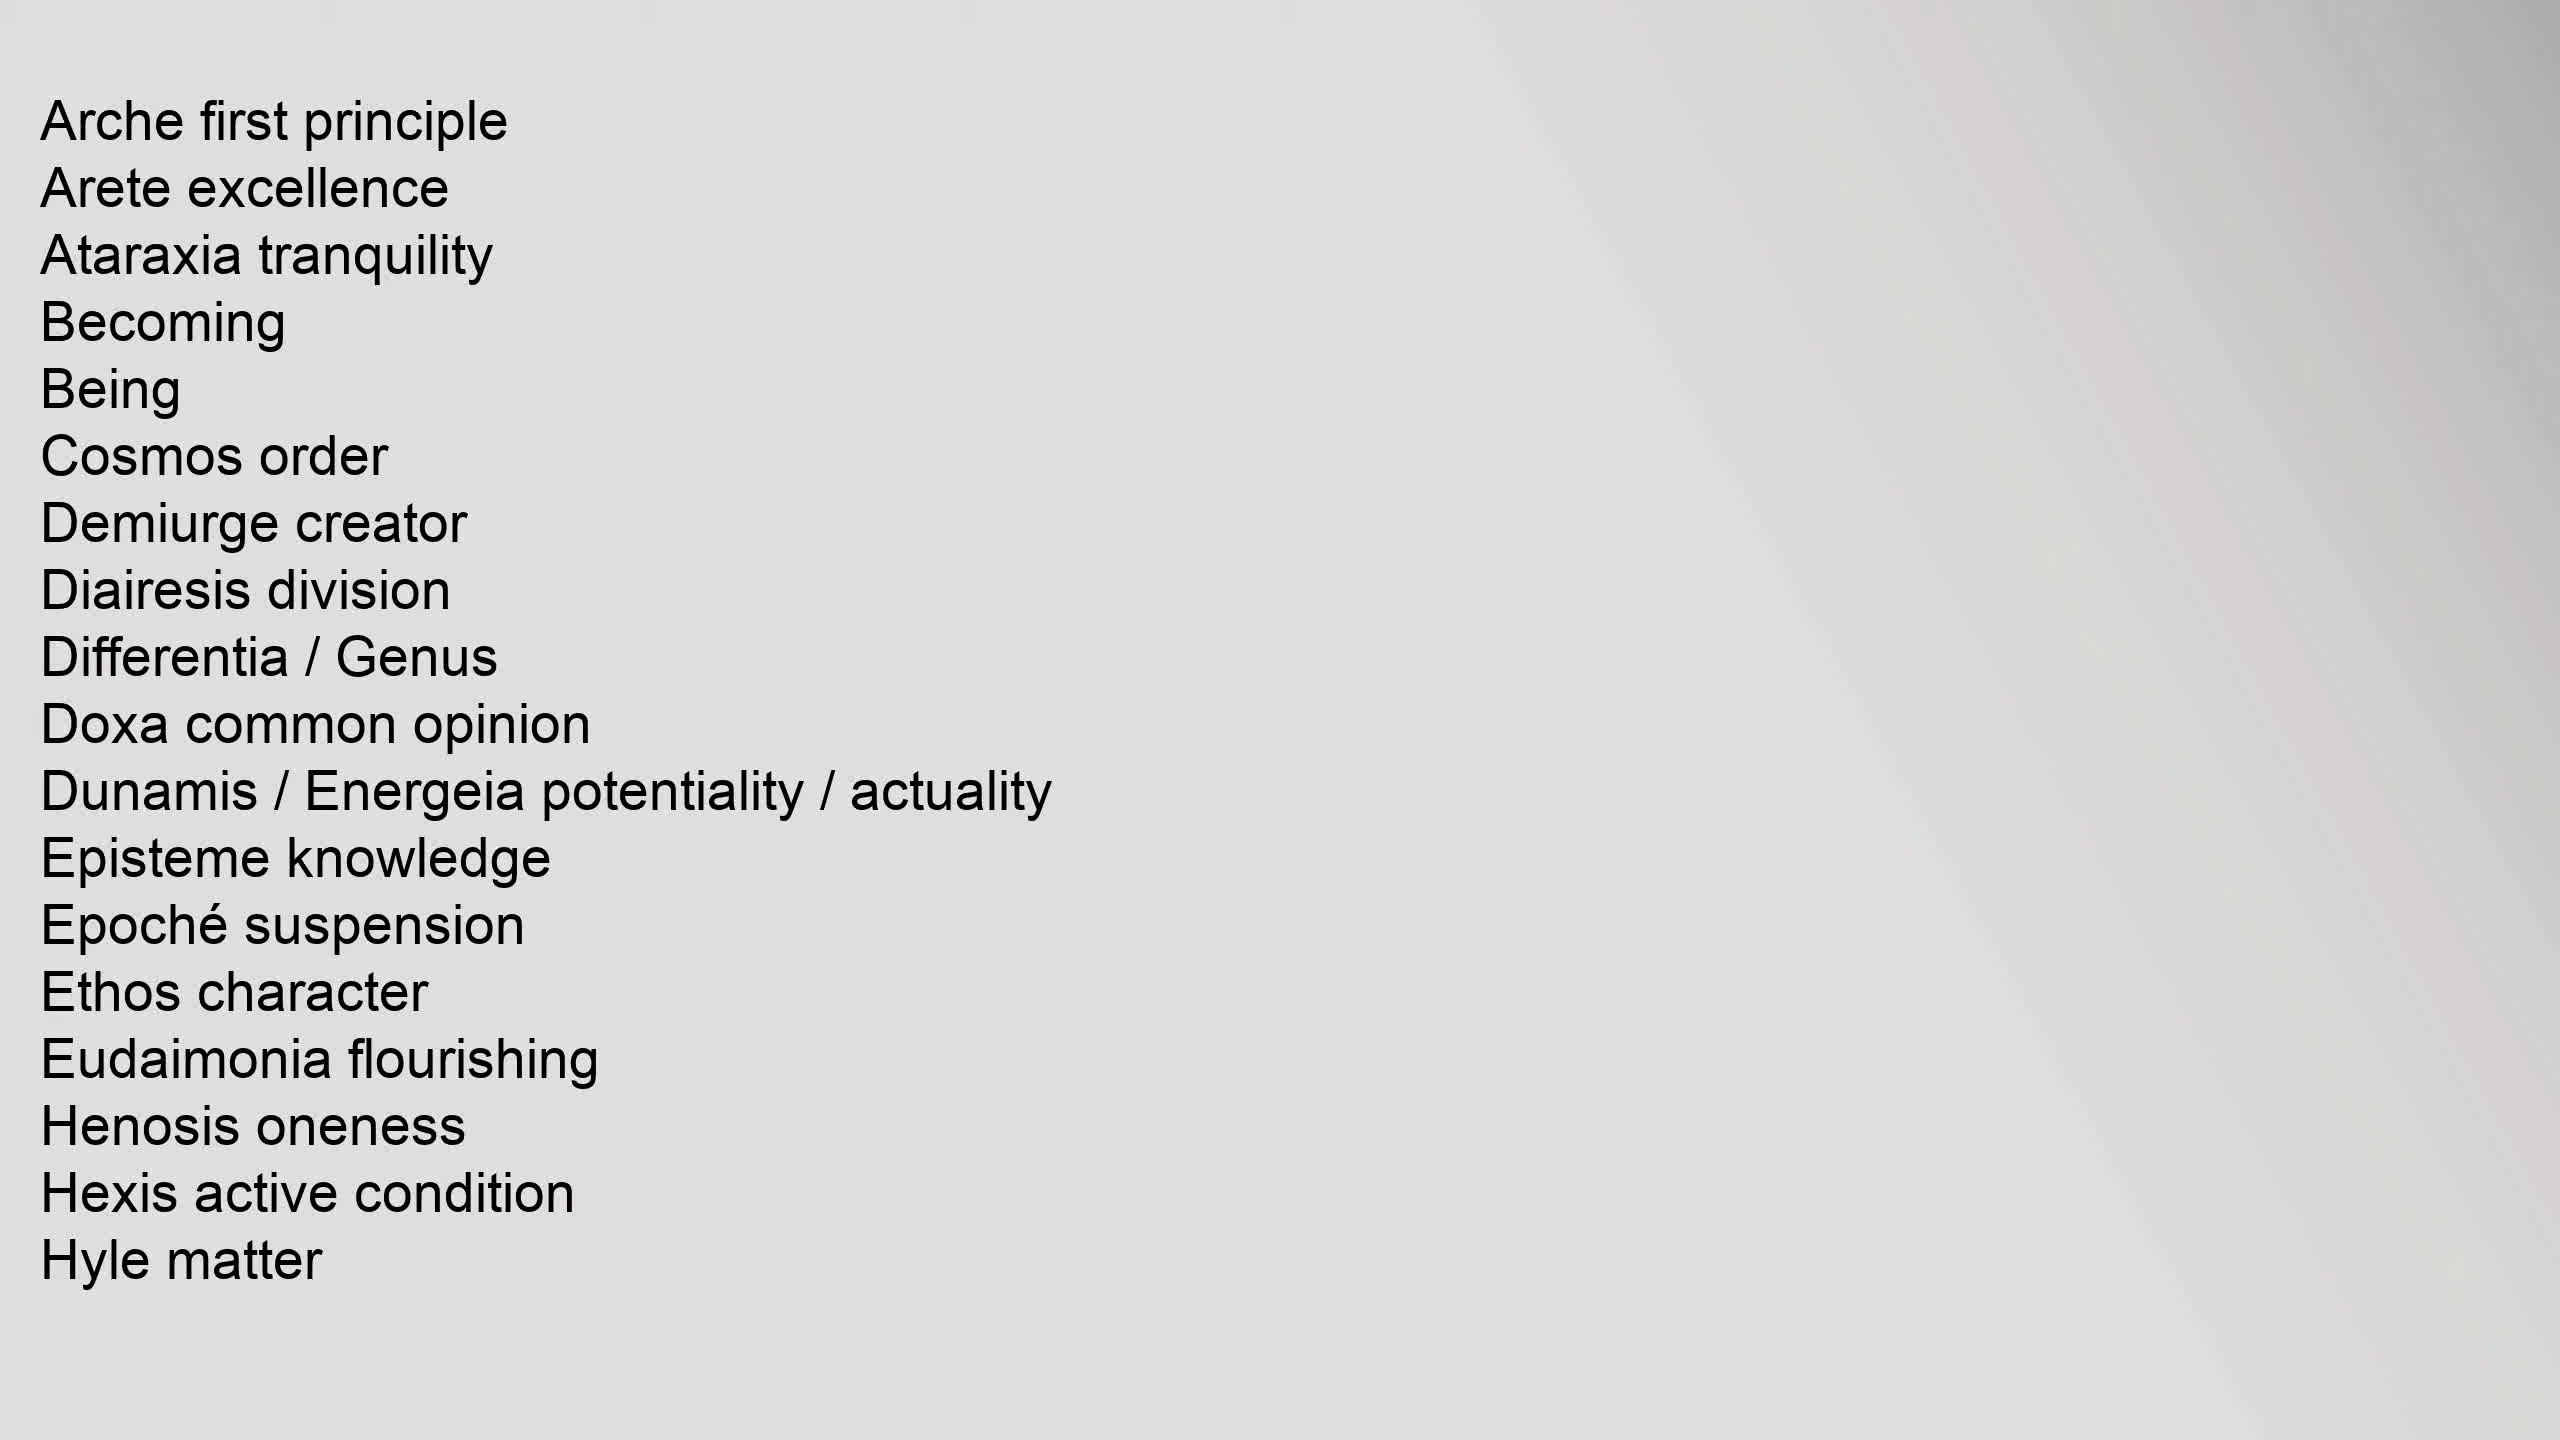 Arche first principle
Arete excellence
Ataraxia tranquility
Becoming
Being
Cosmos order
Demiurge creator
Diairesis division
Differentia / Genus
Doxa common opinion
Dunamis / Energeia potentiality / actuality
Episteme knowledge
Epoché suspension
Ethos character
Eudaimonia flourishing
Henosis oneness
Hexis active condition
Hyle matter